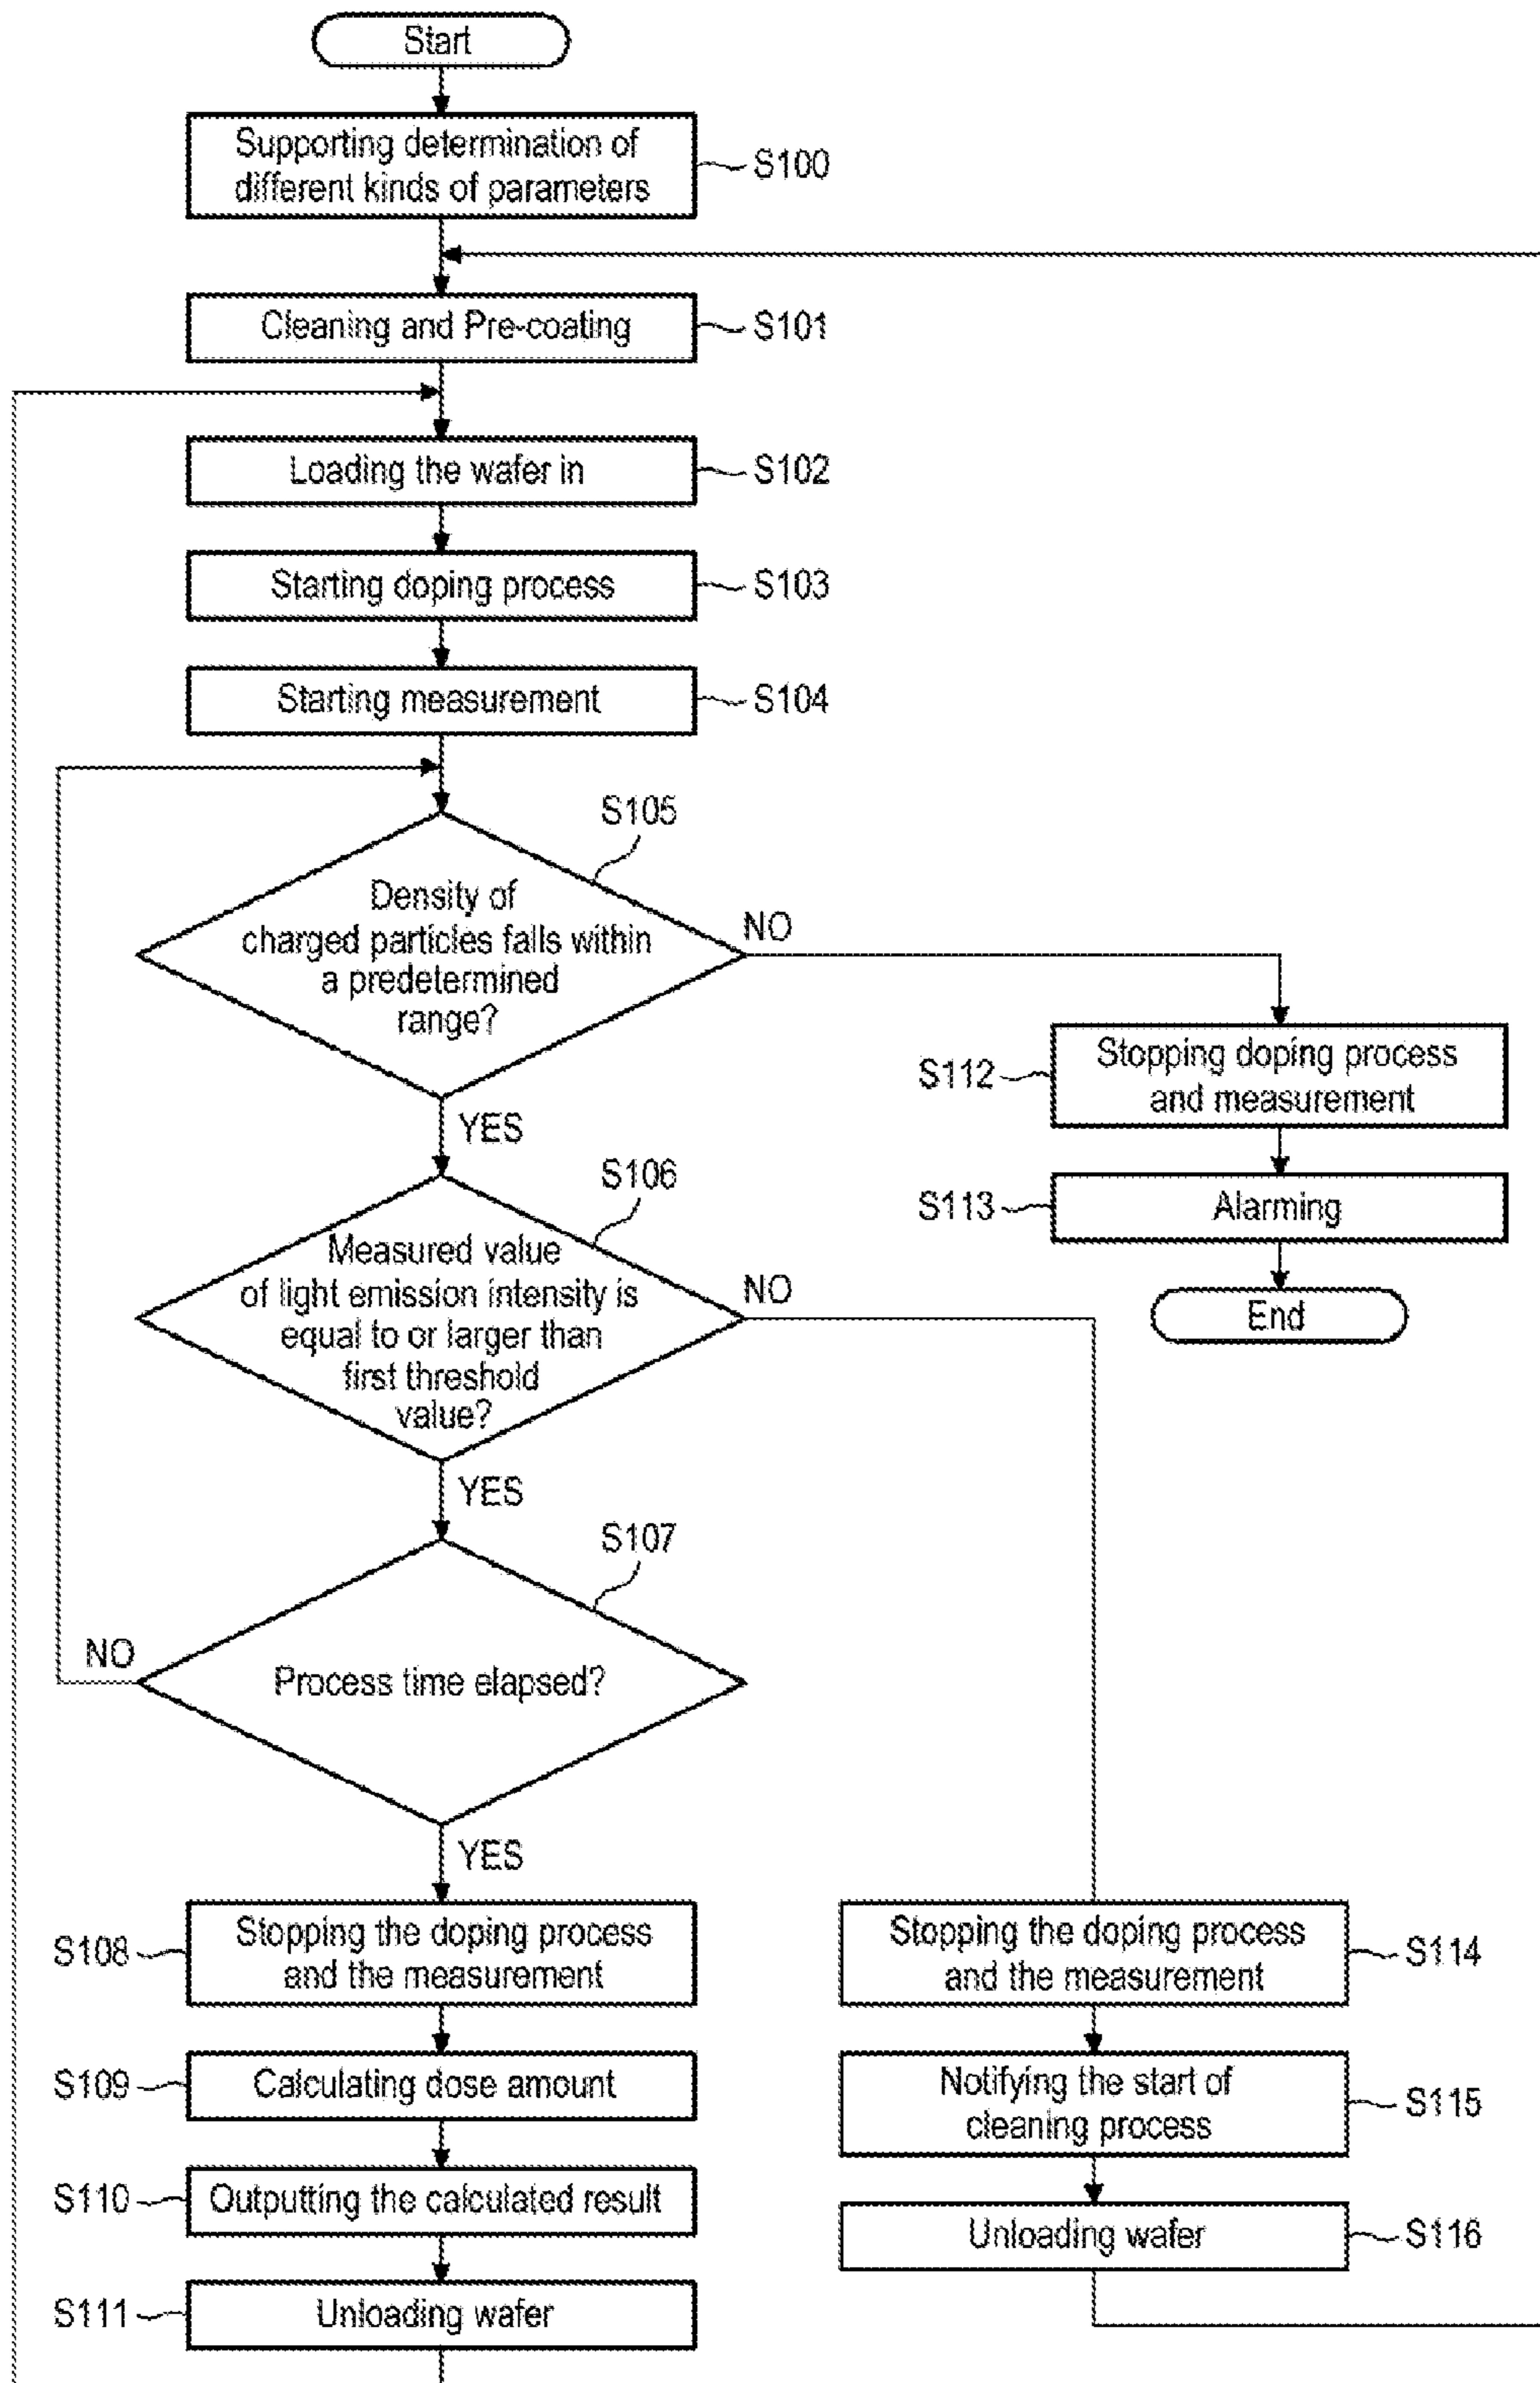 Start
Supporting determination of
different kinds of parameters
S100
Cleaning and Pre-coating
S101
Loading the wafer in
S102
Starting doping process
S103
Starting measurement
S104
S105
Density of
charged particles falls within
a predetermined
range?
NO
YES
S112
Stopping doping process
and measurement
S113
Alarming
End
S106
Measured value
of light emission intensity is
equal to or larger than
first threshold
value?
NO
YES
S107
Process time elapsed?
NO
YES
S108
Stopping the doping process
and the measurement
S109
Calculating dose amount
S110
Outputting the calculated result
S111
Unloading wafer
Stopping the doping process
and the measurement
S114
Notifying the start of
cleaning process
S115
Unloading wafer
S116